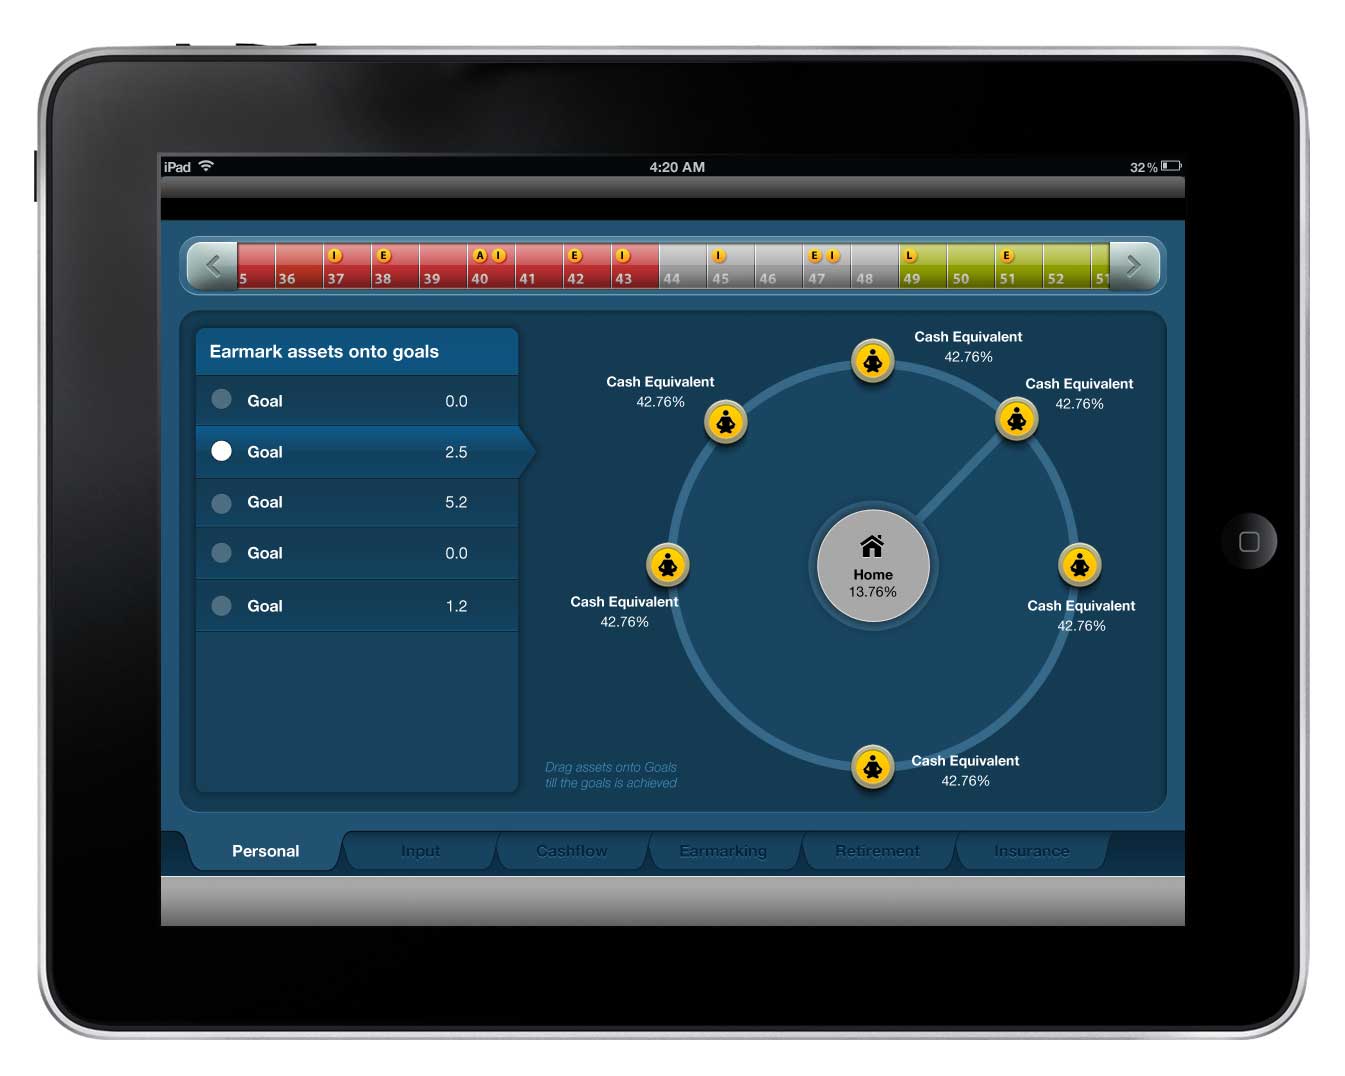 iPad 4:20 AM 32%
I E A I E I I E I L E
5 36 37 38 39 40 41 42 43 44 45 46 47 48 49 50 51 52 51
Earmark assets onto goals
Goal 0.0
Goal 2.5
Goal 5.2
Goal 0.0
Goal 1.2
Cash Equivalent
42.76%
Cash Equivalent
42.76%
Cash Equivalent
42.76%
Home
13.76%
Cash Equivalent
42.76%
Cash Equivalent
42.76%
Cash Equivalent
42.76%
Drag assets onto Goals
till the goals is achieved
Personal Input Cashflow Earmarking Retirement Insurance